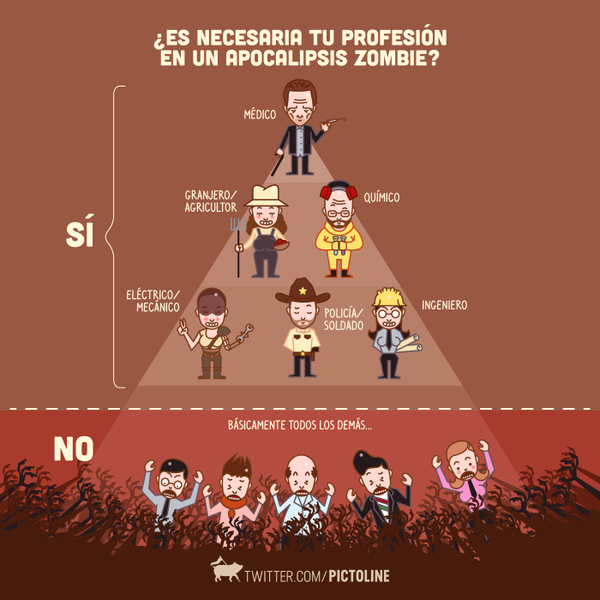 ¿ES NECESARIA TU PROFESIÓN
EN UN APOCALIPSIS ZOMBIE?
MÉDICO
GRANJERO/
AGRICULTOR
QUÍMICO
SÍ
ELÉCTRICO/
MECÁNICO
POLICÍA/
SOLDADO
INGENIERO
BÁSICAMENTE TODOS LOS DEMÁS...
NO
TWITTER.COM/PICTOLINE